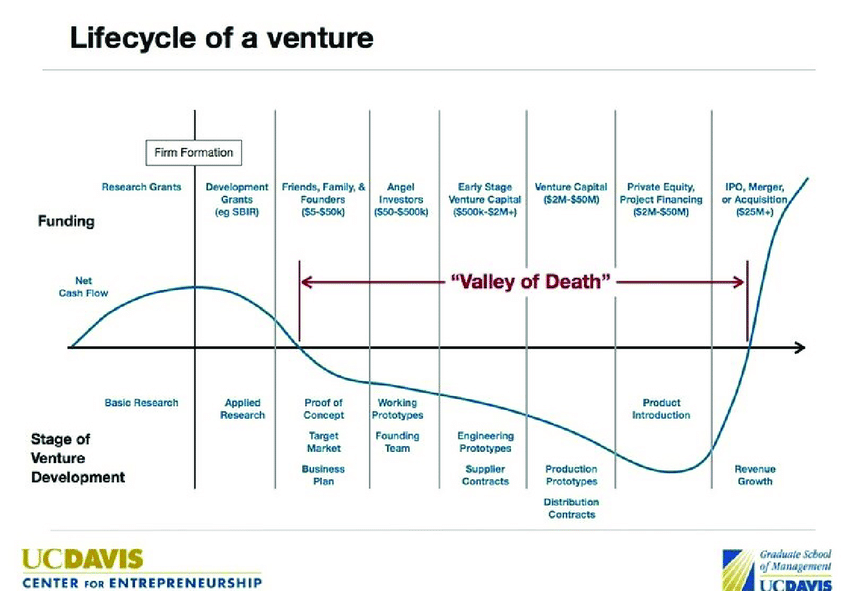 Lifecycle of a venture
Firm Formation
Funding
Research Grants
Development
Grants
(eg SBIR)
Friends, Family, &
Founders
($5-$50k)
Angel
Investors
($50-$500k)
Early Stage
Venture Capital
($500k-$2M+)
Venture Capital
($2M-$50M)
Private Equity,
Project Financing
($2M-$50M)
IPO, Merger,
or Acquisition
($25M+)
Net
Cash Flow
“Valley of Death”
Stage of
Venture
Development
Basic Research
Applied
Research
Proof of
Concept
Target
Market
Business
Plan
Working
Prototypes
Founding
Team
Engineering
Prototypes
Supplier
Contracts
Production
Prototypes
Distribution
Contracts
Product
Introduction
Revenue
Growth
UCDAVIS
CENTER FOR ENTREPRENEURSHIP
Graduate School
of Management
UCDAVIS